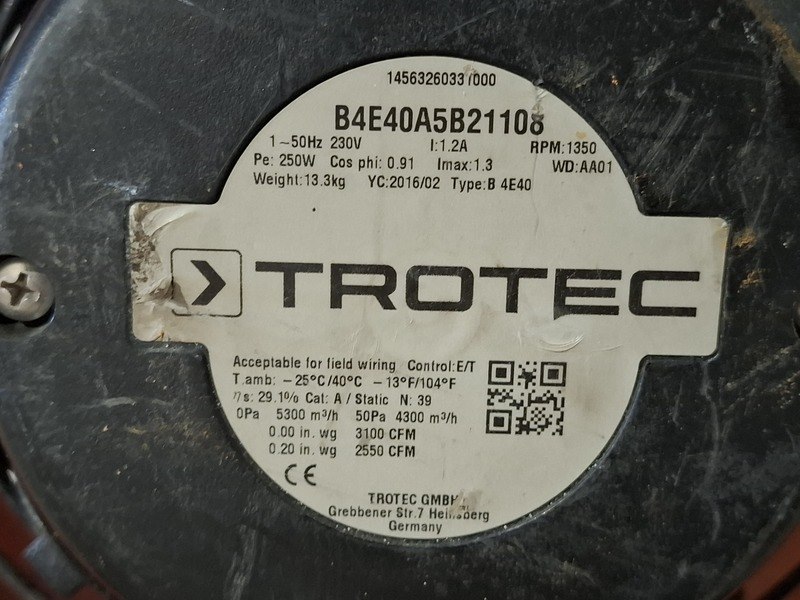 1456326033/000
B4E40A5B21108
1~50Hz 230V I:1.2A RPM:1350
Pe: 250W Cos phi: 0.91 Imax:1.3 WD:AA01
Weight:13.3kg YC:2016/02 Type:B 4E40
TROTEC
Acceptable for field wiring Control:E/T
T.amb: −25°C/40°C −13°F/104°F
ηs: 29.1% Cat: A / Static N: 39
0Pa 5300 m³/h 50Pa 4300 m³/h
0.00 in. wg 3100 CFM
0.20 in. wg 2550 CFM
CE
TROTEC GMBH
Grebbener Str.7 Heinsberg
Germany